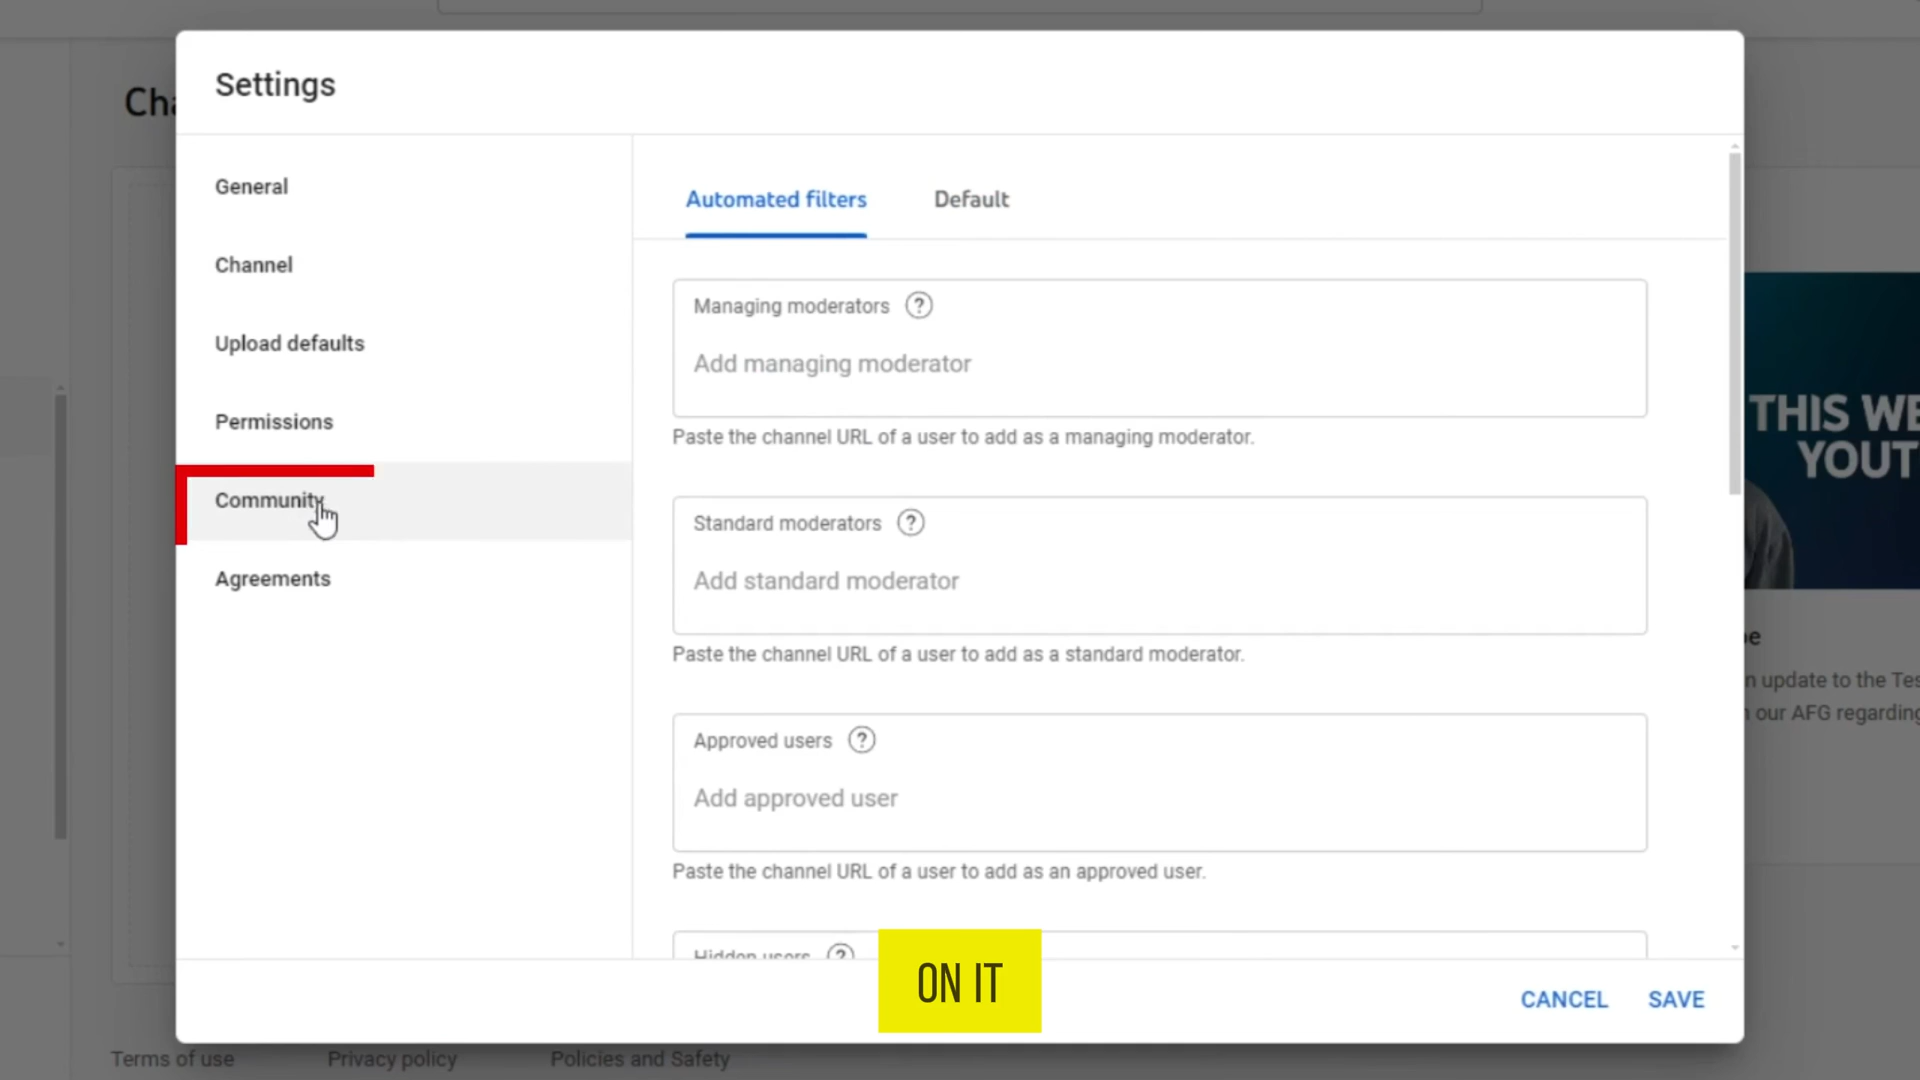 Settings
General
Channel
Upload defaults
Permissions
Community
Agreements
Automated filters
Default
Managing moderators
Add managing moderator
Paste the channel URL of a user to add as a managing moderator.
Standard moderators
Add standard moderator
Paste the channel URL of a user to add as a standard moderator.
Approved users
Add approved user
Paste the channel URL of a user to add as an approved user.
Hidden users
ON IT
CANCEL
SAVE
THIS
update to the
our AFG regarding
Terms of use
Privacy policy
Policies and Safety